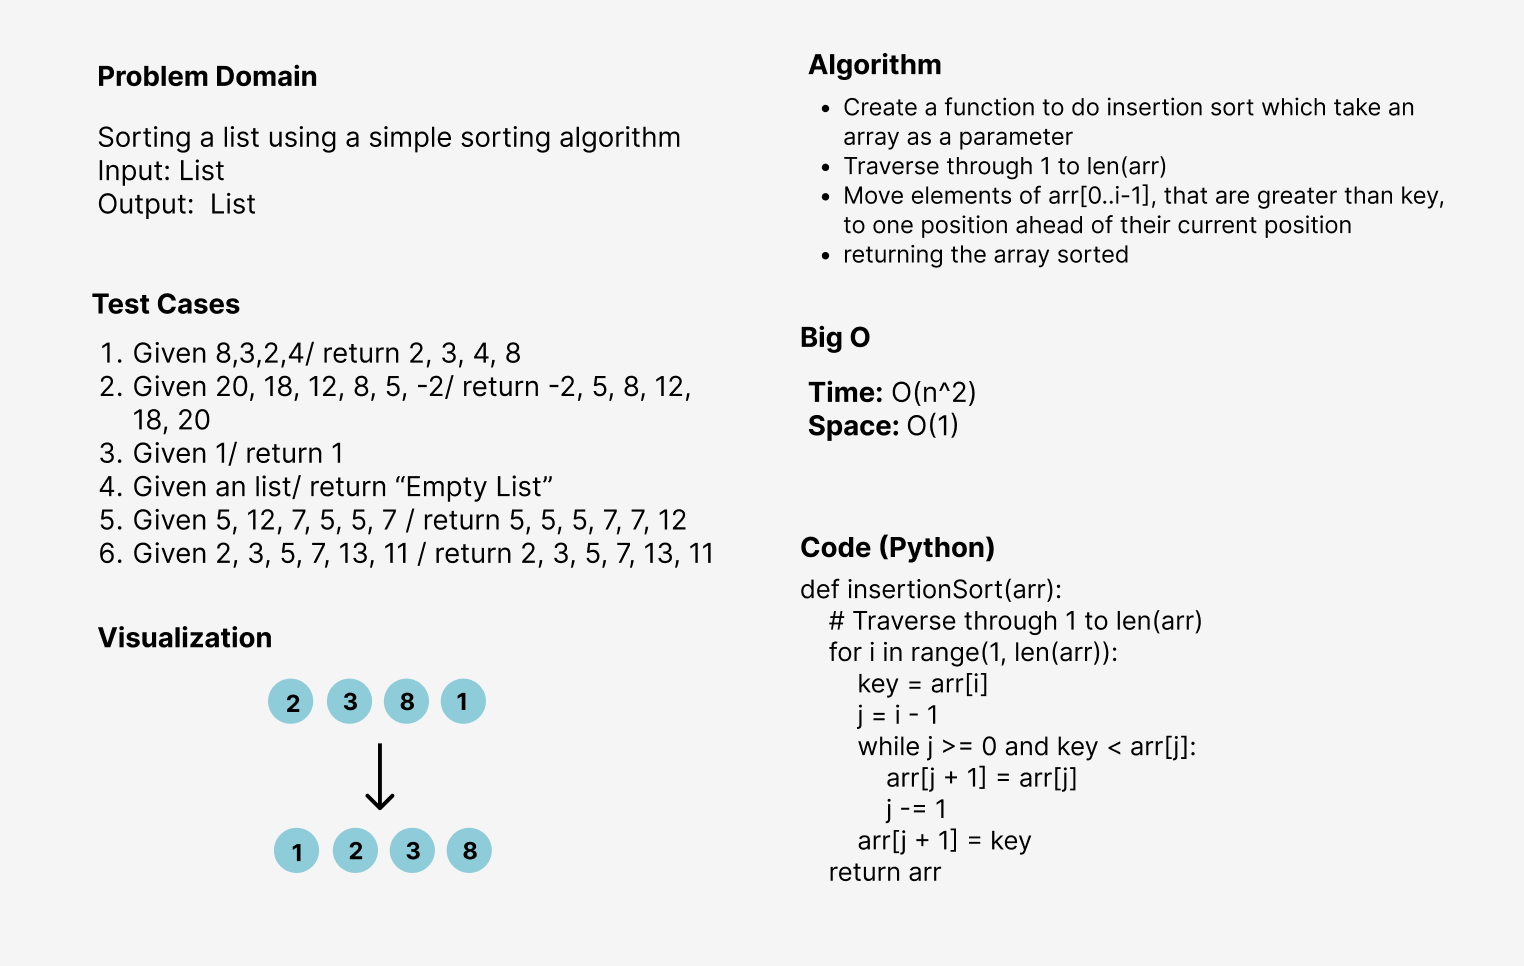 Problem Domain
Sorting a list using a simple sorting algorithm
Input: List
Output:  List
Test Cases
1. Given 8,3,2,4/ return 2, 3, 4, 8
2. Given 20, 18, 12, 8, 5, -2/ return -2, 5, 8, 12,
18, 20
3. Given 1/ return 1
4. Given an list/ return “Empty List”
5. Given 5, 12, 7, 5, 5, 7 / return 5, 5, 5, 7, 7, 12
6. Given 2, 3, 5, 7, 13, 11 / return 2, 3, 5, 7, 13, 11
Visualization
2 3 8 1
1 2 3 8
Algorithm
• Create a function to do insertion sort which take an
array as a parameter
• Traverse through 1 to len(arr)
• Move elements of arr[0..i-1], that are greater than key,
to one position ahead of their current position
• returning the array sorted
Big O
Time: O(n^2)
Space: O(1)
Code (Python)
def insertionSort(arr):
    # Traverse through 1 to len(arr)
    for i in range(1, len(arr)):
        key = arr[i]
        j = i - 1
        while j >= 0 and key < arr[j]:
            arr[j + 1] = arr[j]
            j -= 1
        arr[j + 1] = key
    return arr